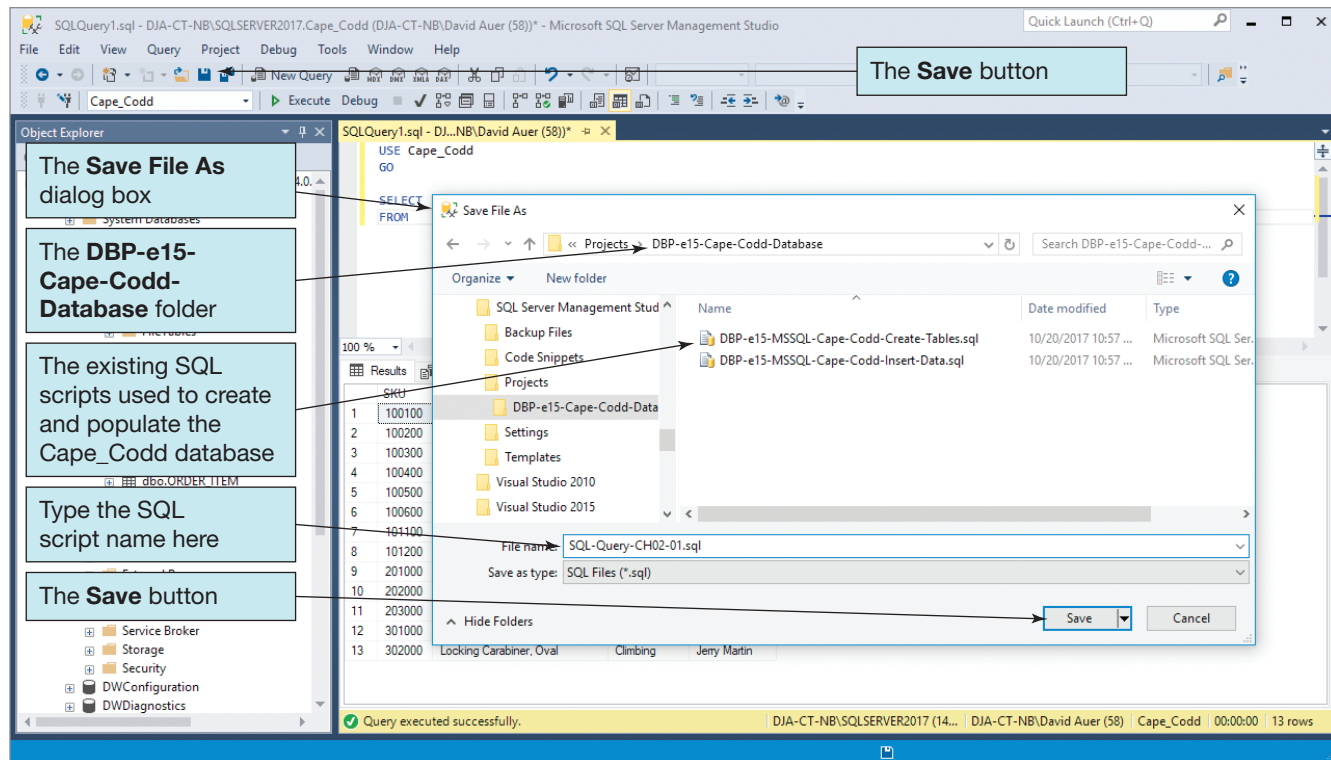 SQLQuery1.sql - DJA-CT-NB\SQLSERVER2017.Cape_Codd (DJA-CT-NB\David Auer (58))* - Microsoft SQL Server Management Studio
Quick Launch (Ctrl+Q)
File Edit View Query Project Debug Tools Window Help
The Save button
New Query
MDX DMX XMLA DAX
Cape_Codd
Execute Debug
Object Explorer
SQLQuery1.sql - DJ...NB\David Auer (58))*
USE Cape_Codd
GO
SELECT
FROM
The Save File As
dialog box
4.0.
System Databases
The DBP-e15-
Cape-Codd-
Database folder
FileTables
The existing SQL
scripts used to create
and populate the
Cape_Codd database
dbo.ORDER_ITEM
Type the SQL
script name here
The Save button
Service Broker
Storage
Security
DWConfiguration
DWDiagnostics
Save File As
« Projects › DBP-e15-Cape-Codd-Database
Search DBP-e15-Cape-Codd-...
Organize New folder
SQL Server Management Stud
Backup Files
Code Snippets
Projects
DBP-e15-Cape-Codd-Data
Settings
Templates
Visual Studio 2010
Visual Studio 2015
Name Date modified Type
DBP-e15-MSSQL-Cape-Codd-Create-Tables.sql 10/20/2017 10:57 ... Microsoft SQL Ser.
DBP-e15-MSSQL-Cape-Codd-Insert-Data.sql 10/20/2017 10:57 ... Microsoft SQL Ser.
File name: SQL-Query-CH02-01.sql
Save as type: SQL Files (*.sql)
Hide Folders
Save Cancel
100 %
Results
SKU
1 100100
2 100200
3 100300
4 100400
5 100500
6 100600
7 101100
8 101200
9 201000
10 202000
11 203000
12 301000
13 302000 Locking Carabiner, Oval Climbing Jerry Martin
Query executed successfully.
DJA-CT-NB\SQLSERVER2017 (14... DJA-CT-NB\David Auer (58) Cape_Codd 00:00:00 13 rows